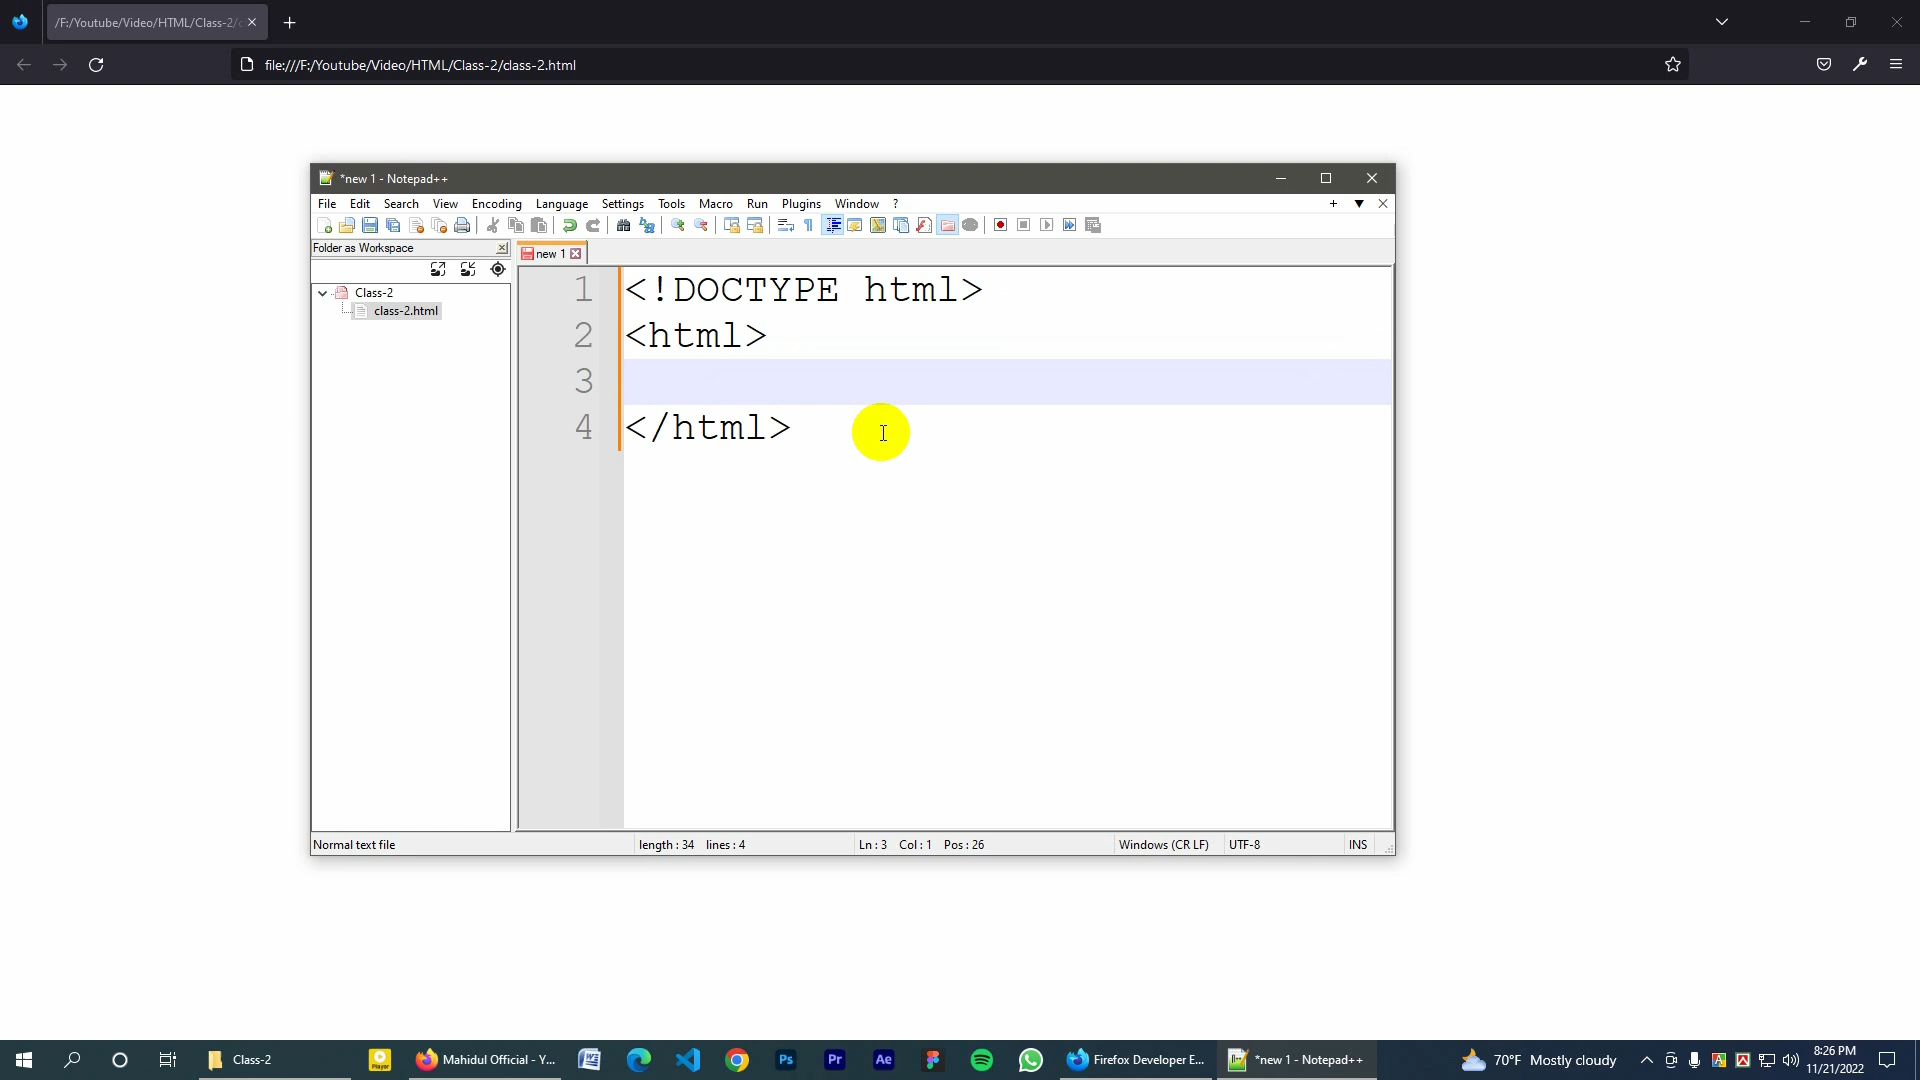 /F:/Youtube/Video/HTML/Class-2/
file:///F:/Youtube/Video/HTML/Class-2/class-2.html
*new 1 - Notepad++
File Edit Search View Encoding Language Settings Tools Macro Run Plugins Window ?
Folder as Workspace
new 1
Class-2
class-2.html
1 <!DOCTYPE html>
2 <html>
3
4 </html>
Normal text file length : 34 lines : 4 Ln : 3 Col : 1 Pos : 26 Windows (CR LF) UTF-8 INS
Class-2 Player Mahidul Official - Y... Ps Pr Ae Firefox Developer E... *new 1 - Notepad++ 70°F Mostly cloudy 8:26 PM
11/21/2022